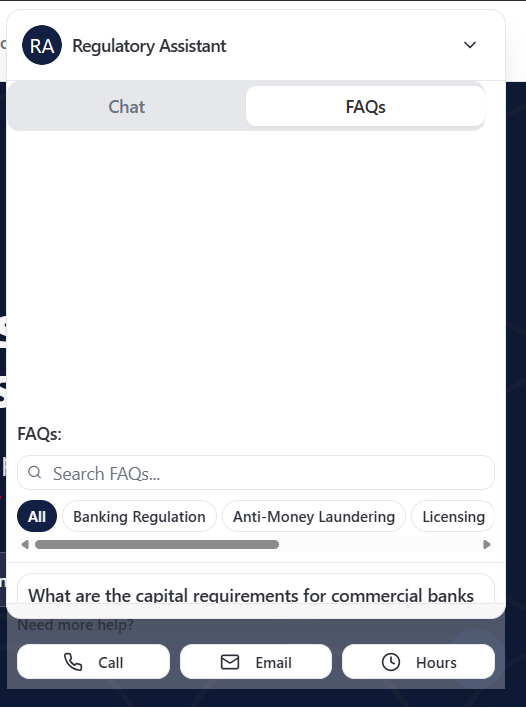 RA Regulatory Assistant
Chat FAQs
FAQs:
Search FAQs...
All Banking Regulation Anti-Money Laundering Licensing
What are the capital requirements for commercial banks
Need more help?
Call Email Hours